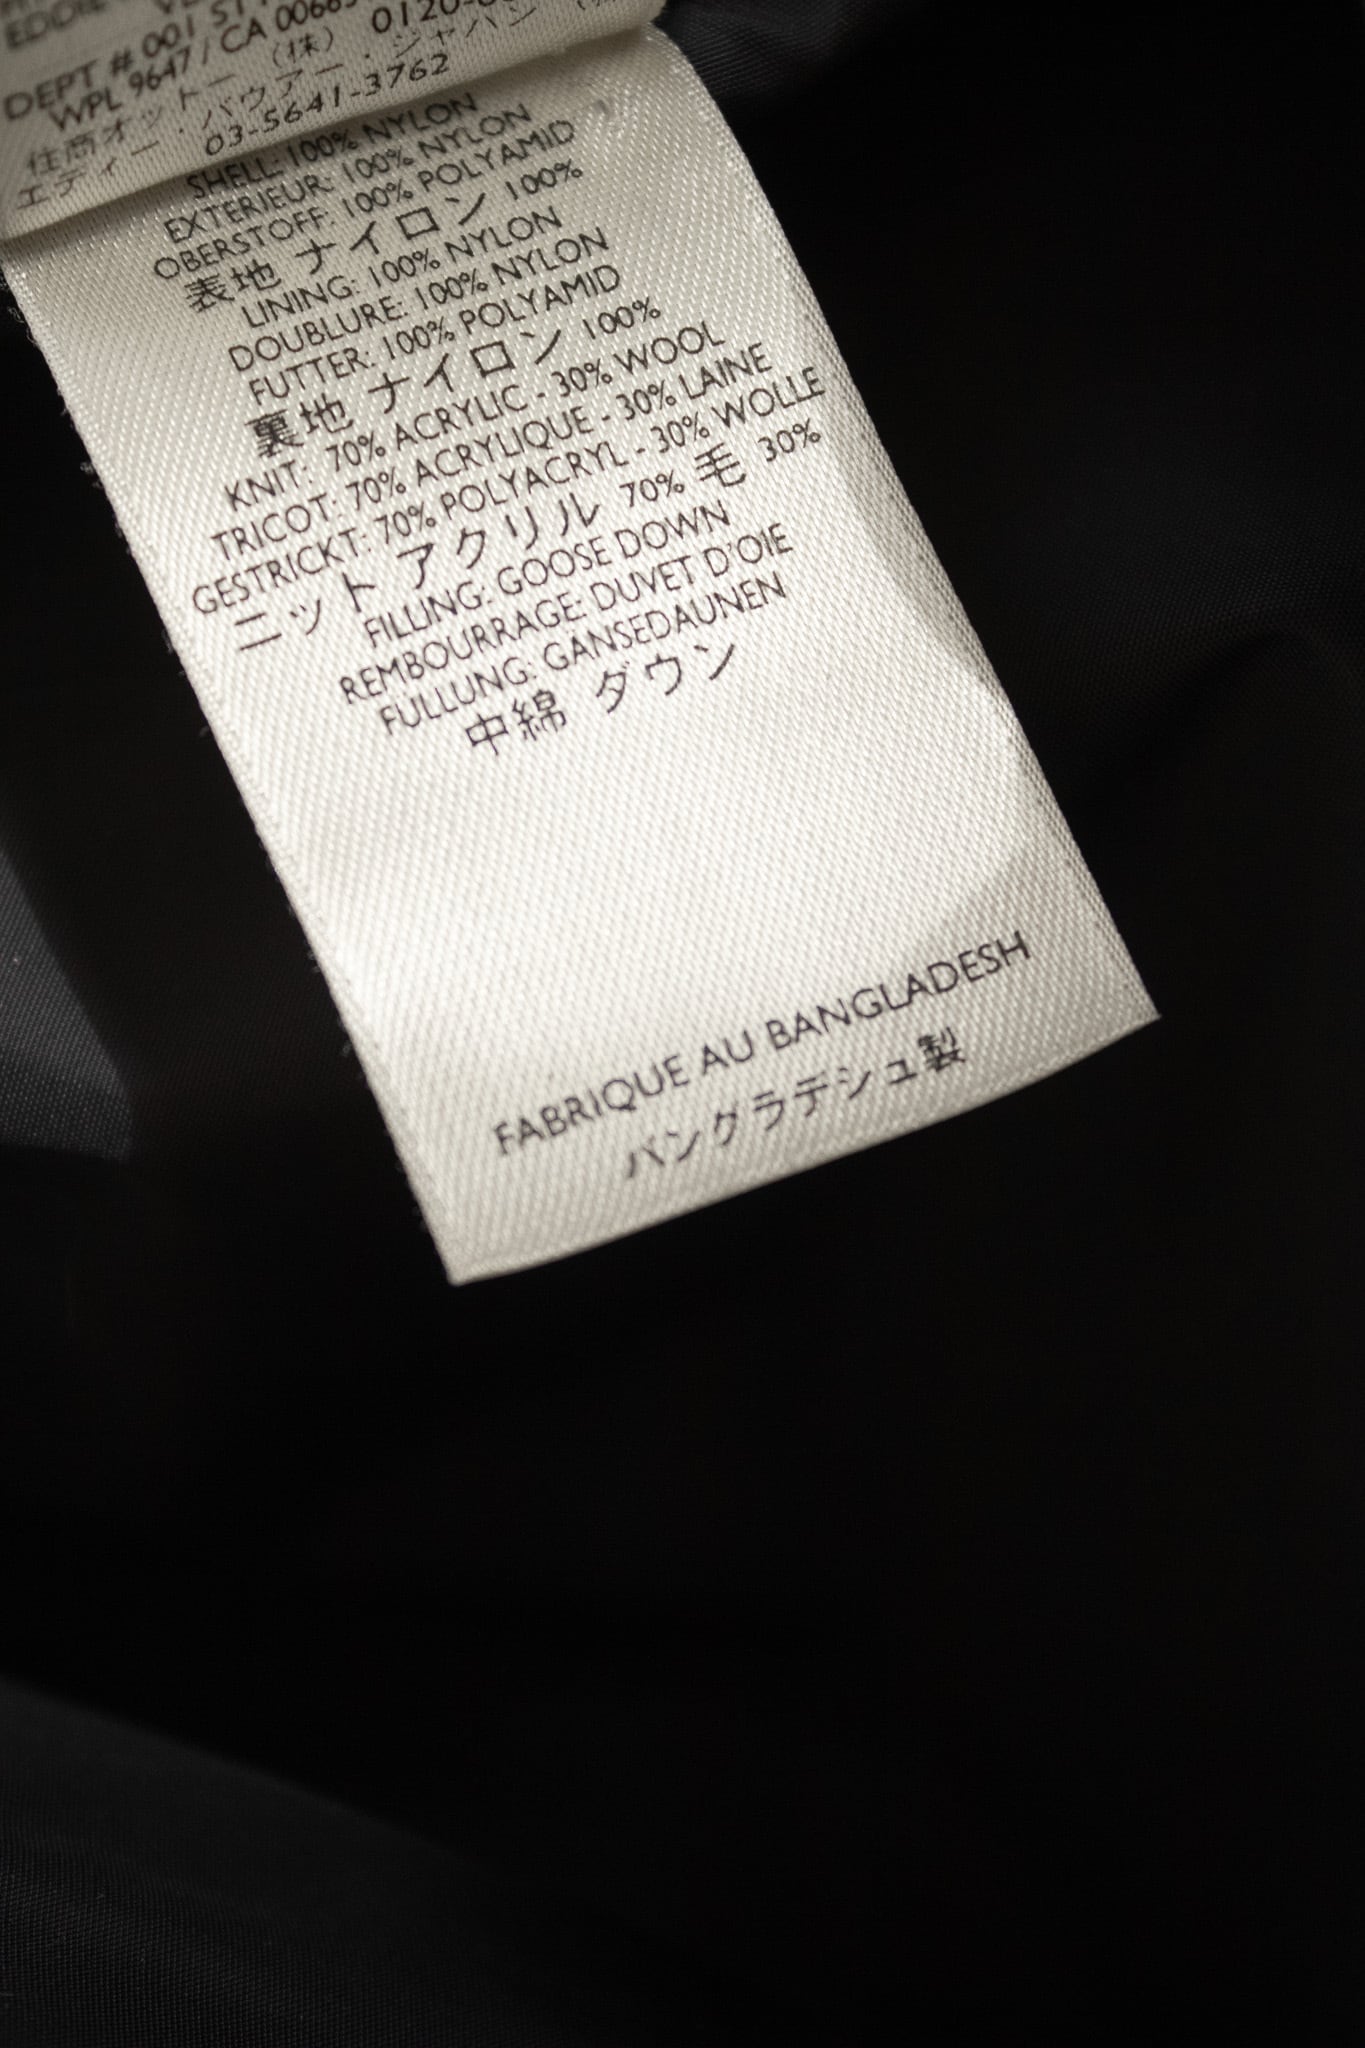 EDDIE
DEPT # 001 ST
WPL 9647 / CA 00665
住商オットー (株) 0120-
エディー・バウアー・ジャパン
03-5641-3762
SHELL: 100% NYLON
EXTERIEUR: 100% NYLON
OBERSTOFF: 100% POLYAMID
表地 ナイロン 100%
LINING: 100% NYLON
DOUBLURE: 100% NYLON
FUTTER: 100% POLYAMID
裏地 ナイロン 100%
KNIT: 70% ACRYLIC - 30% WOOL
TRICOT: 70% ACRYLIQUE - 30% LAINE
GESTRICKT: 70% POLYACRYL - 30% WOLLE
ニット アクリル 70% 毛 30%
FILLING: GOOSE DOWN
REMBOURRAGE: DUVET D'OIE
FULLUNG: GANSEDAUNEN
中綿 ダウン
FABRIQUE AU BANGLADESH
バングラデシュ製